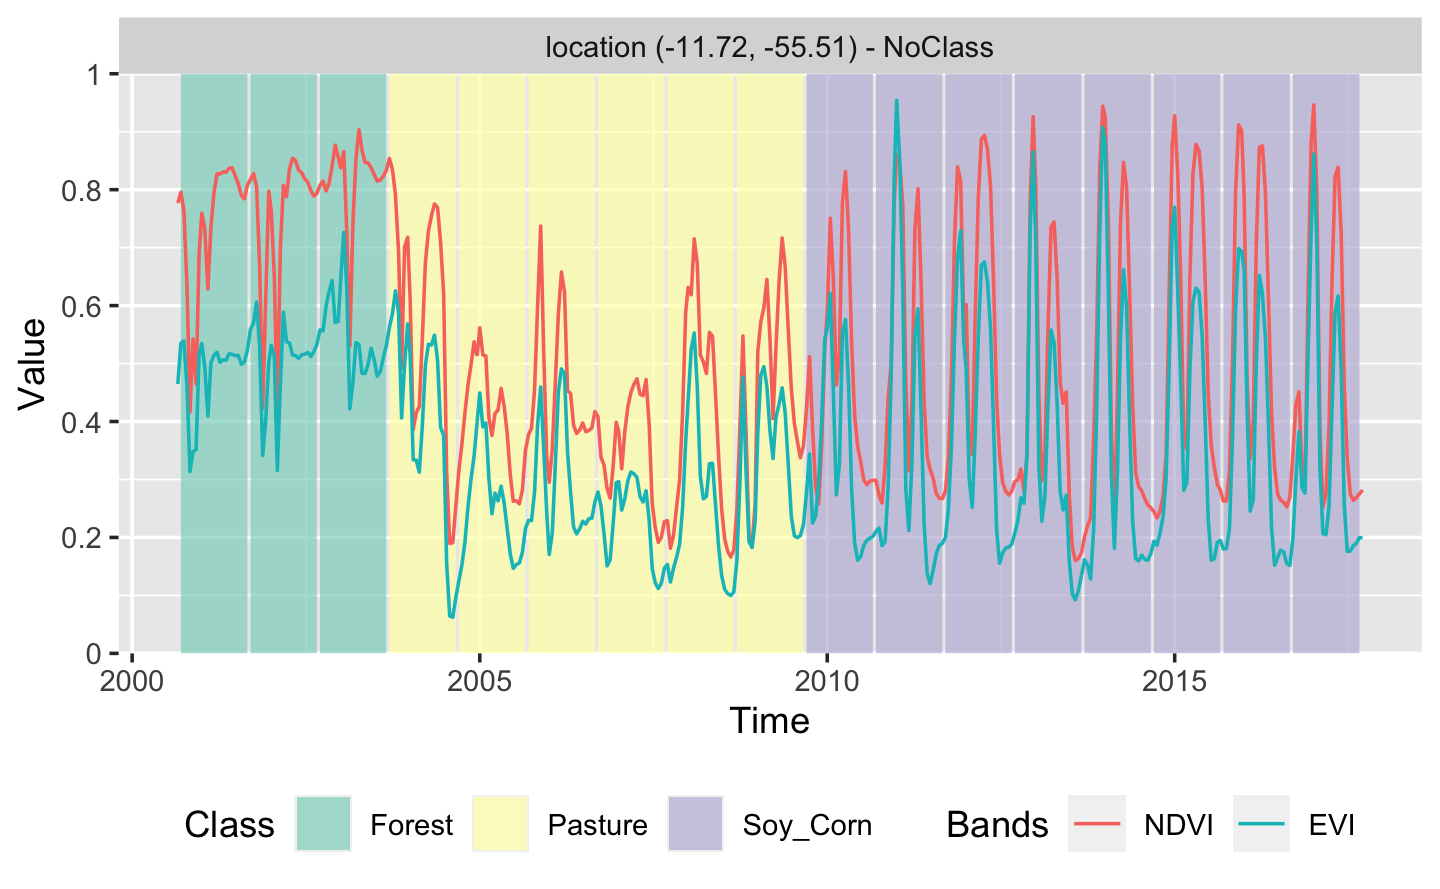 location (-11.72, -55.51) - NoClass
1
0.8
0.6
0.4
0.2
0
Value
2000 2005 2010 2015
Time
Class Forest Pasture Soy_Corn Bands NDVI EVI